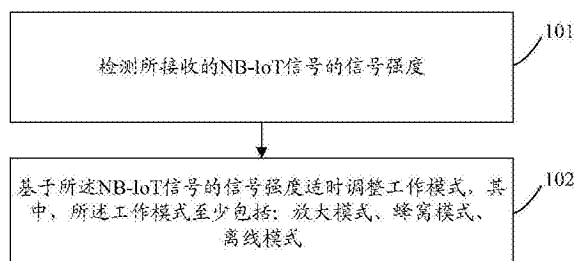 101
检测所接收的NB-IoT信号的信号强度
102
基于所述NB-IoT信号的信号强度适时调整工作模式，其
中，所述工作模式至少包括：放大模式、蜂窝模式、
离线模式